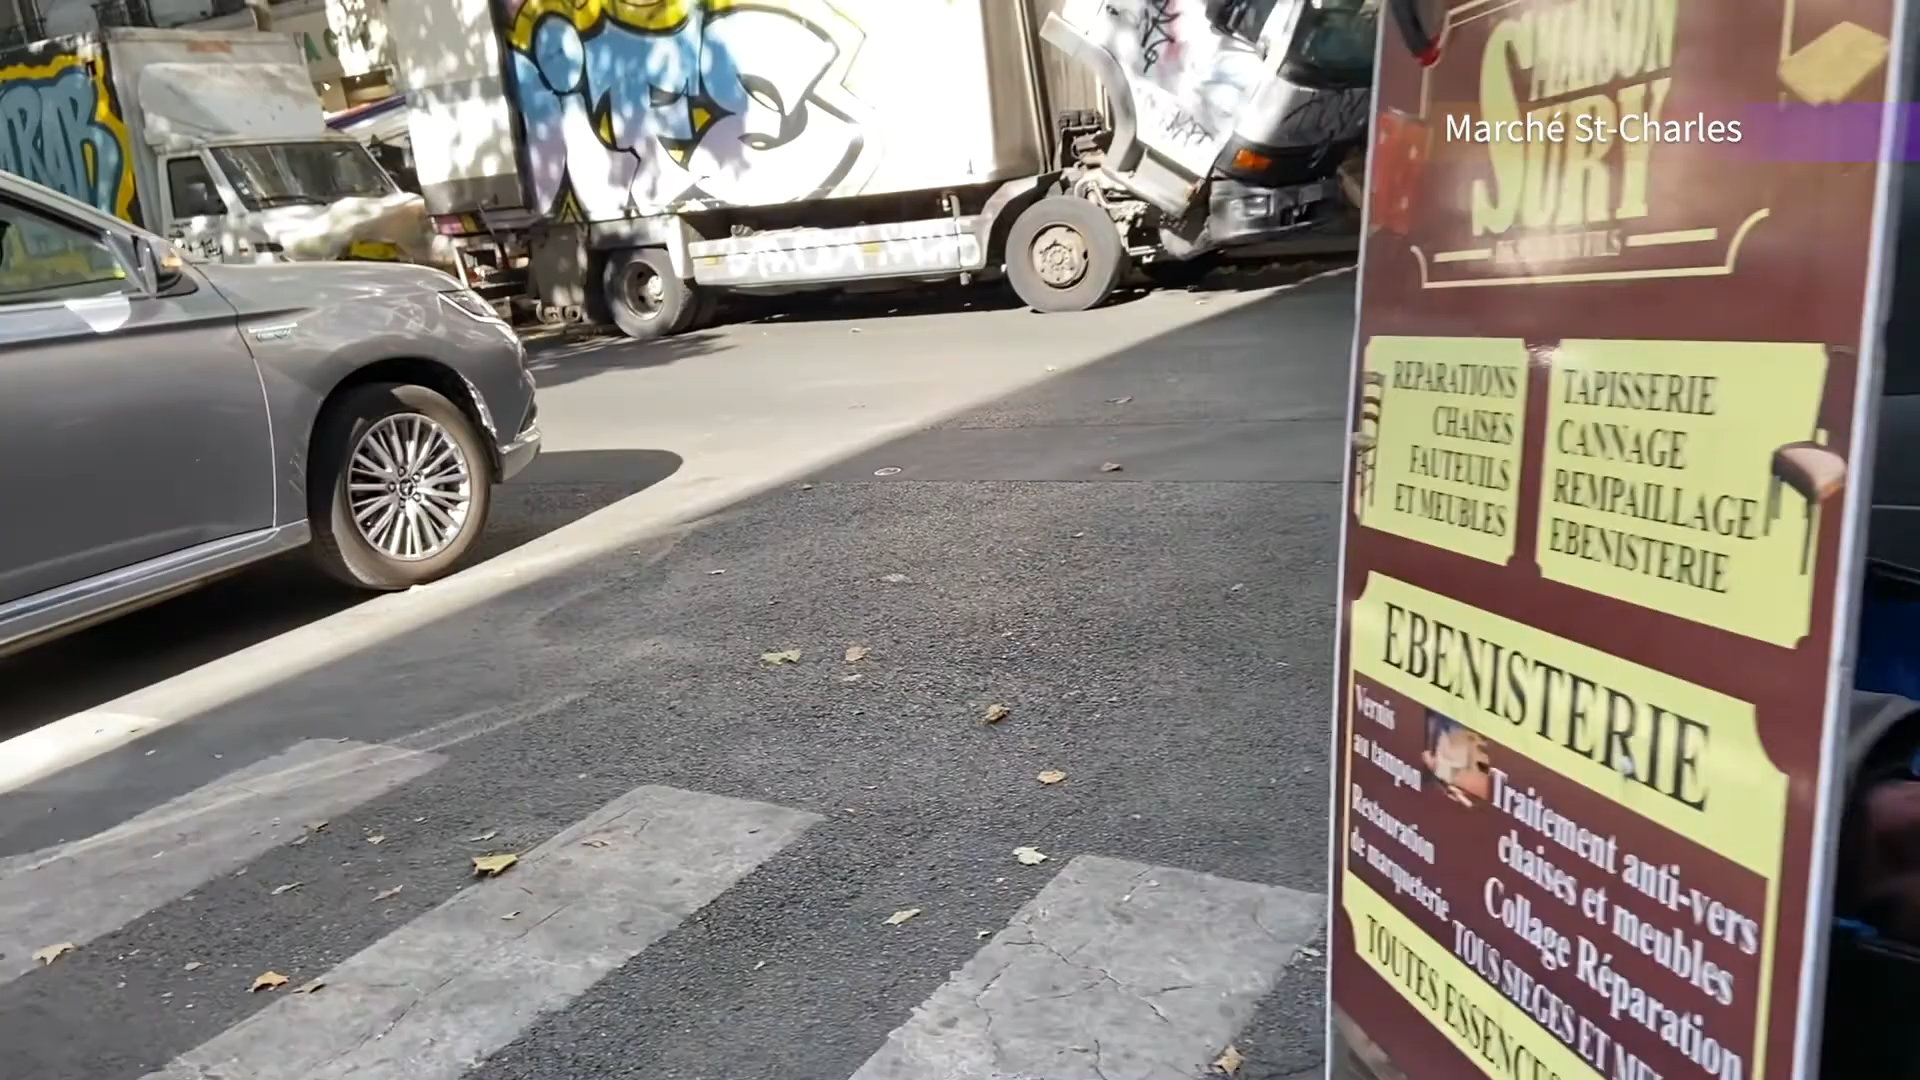 Marché St-Charles
MAISON
SURY
REPARATIONS
CHAISES
FAUTEUILS
ET MEUBLES
TAPISSERIE
CANNAGE
REMPAILLAGE
EBENISTERIE
EBENISTERIE
Vernis
au tampon
Restauration
de marqueterie
Traitement anti-vers
chaises et meubles
Collage Réparation
TOUS SIEGES ET
TOUTES ESSENCES